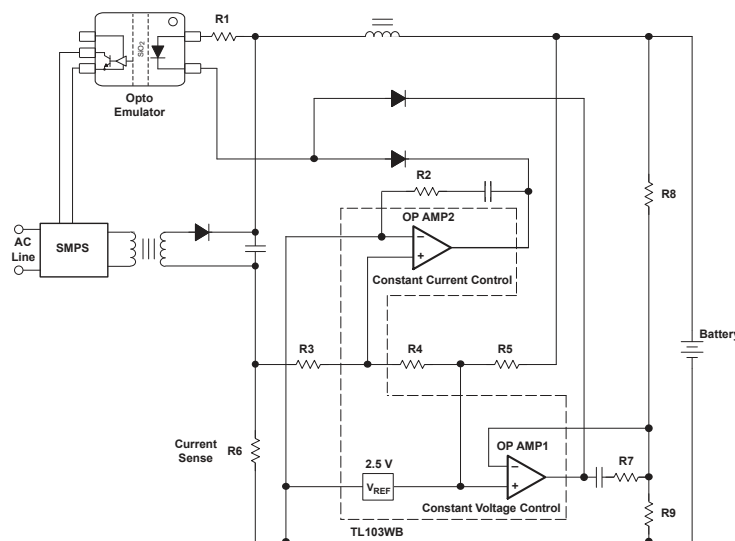 R1
SiO2
Opto
Emulator
R2
R8
OP AMP2
AC
Line
SMPS
−
+
Constant Current Control
Battery
R3
R4
R5
Current
Sense
R6
OP AMP1
2.5 V
VREF
−
+
R7
Constant Voltage Control
R9
TL103WB